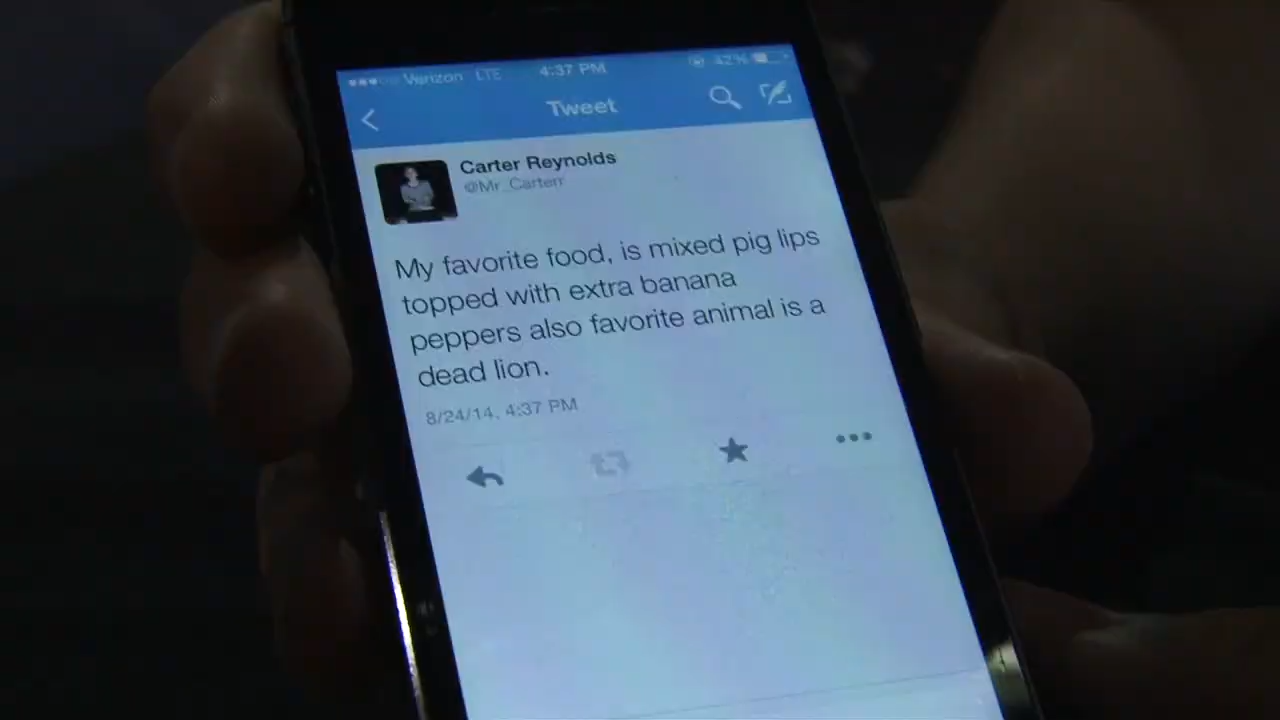 Verizon LTE 4:37 PM 42%
Tweet
Carter Reynolds
@Mr_Carterr
My favorite food, is mixed pig lips
topped with extra banana
peppers also favorite animal is a
dead lion.
8/24/14, 4:37 PM